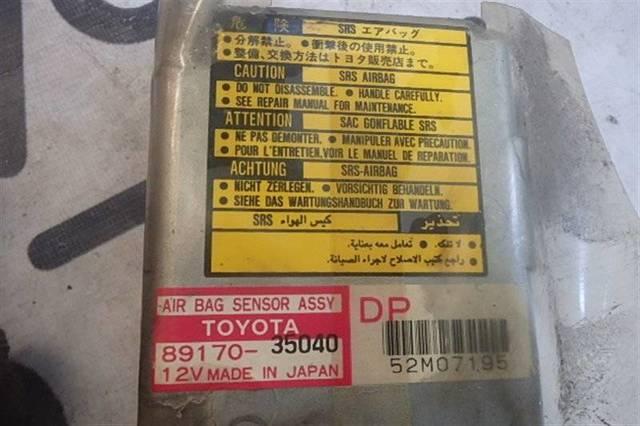 危 険 SRS エアバッグ
●分解禁止。●衝撃後の使用禁止。
●整備、交換方法はトヨタ販売店まで。
CAUTION SRS AIRBAG
● DO NOT DISASSEMBLE. ● HANDLE CAREFULLY.
● SEE REPAIR MANUAL FOR MAINTENANCE.
ATTENTION SAC GONFLABLE SRS
● NE PAS DEMONTER. ● MANIPULER AVEC PRECAUTION.
● POUR L'ENTRETIEN,VOIR LE MANUEL DE REPARATION.
ACHTUNG SRS-AIRBAG
● NICHT ZERLEGEN. ● VORSICHTIG BEHANDELN.
● SIEHE DAS WARTUNGSHANDBUCH ZUR WARTUNG.
تحذير كيس الهواء SRS
● لا تفكه. ● تعامل معه بعناية.
● راجع كتيب الاصلاح لاجراء الصيانة.
AIR BAG SENSOR ASSY
TOYOTA
89170-35040
12V MADE IN JAPAN
DP
52M07195